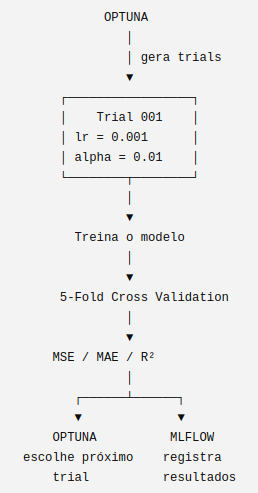 OPTUNA
gera trials
Trial 001
lr = 0.001
alpha = 0.01
Treina o modelo
5-Fold Cross Validation
MSE / MAE / R²
OPTUNA MLFLOW
escolhe próximo registra
trial resultados